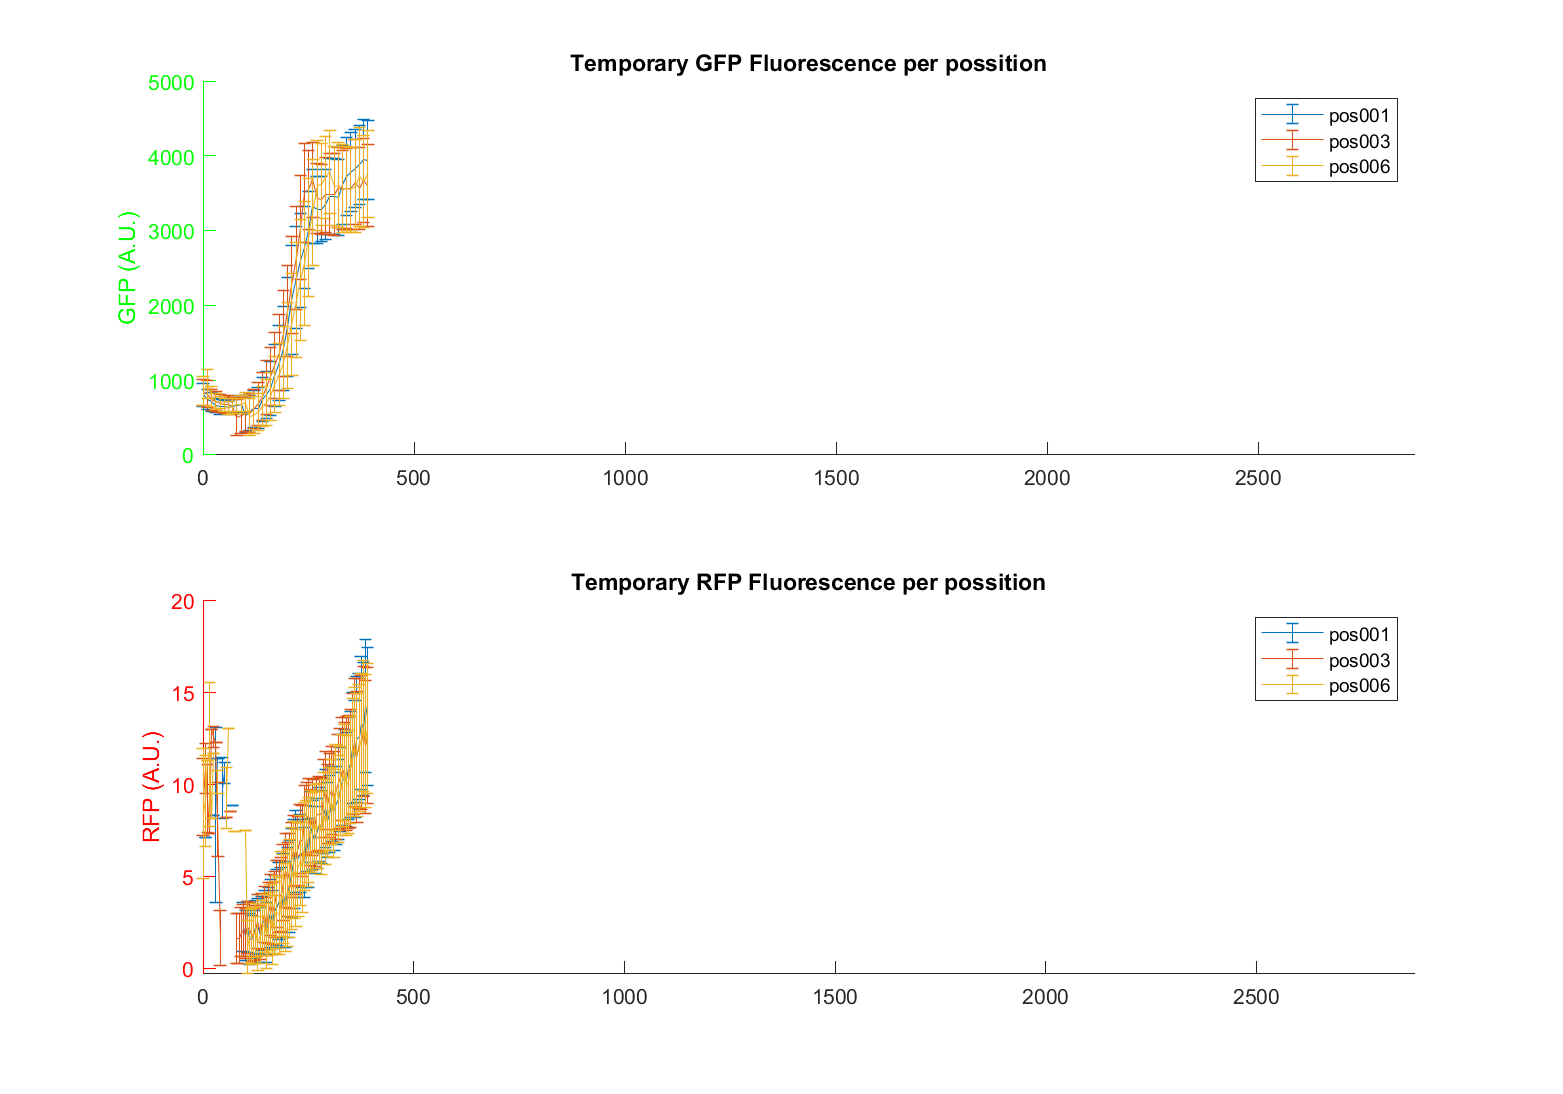 Temporary GFP Fluorescence per possition
5000
4000
3000
2000
1000
0
GFP (A.U.)
0 500 1000 1500 2000 2500
pos001
pos003
pos006
Temporary RFP Fluorescence per possition
20
15
10
5
0
RFP (A.U.)
0 500 1000 1500 2000 2500
pos001
pos003
pos006